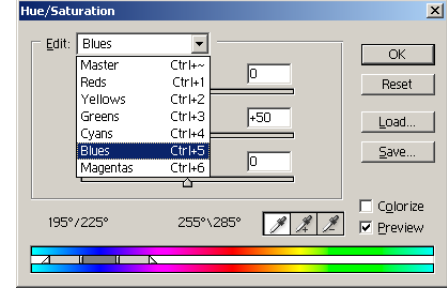 Hue/Saturation
Edit: Blues
Master Ctrl+~
Reds Ctrl+1
Yellows Ctrl+2
Greens Ctrl+3
Cyans Ctrl+4
Blues Ctrl+5
Magentas Ctrl+6
0
+50
0
OK
Reset
Load...
Save...
Colorize
Preview
195°/225° 255°\285°